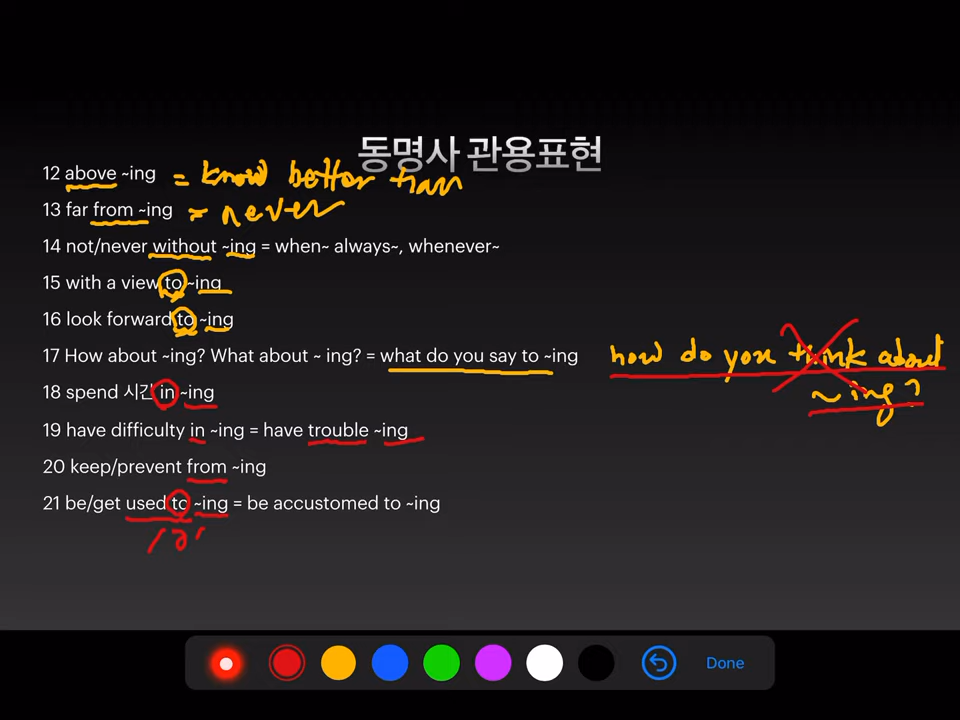 동명사 관용표현
12 above ~ing = know better than
13 far from ~ing = never
14 not/never without ~ing = when~ always~, whenever~
15 with a view to ~ing
16 look forward to ~ing
17 How about ~ing? What about ~ ing? = what do you say to ~ing how do you think about
~ing?
18 spend 시간 in ~ing
19 have difficulty in ~ing = have trouble ~ing
20 keep/prevent from ~ing
21 be/get used to ~ing = be accustomed to ~ing
Done